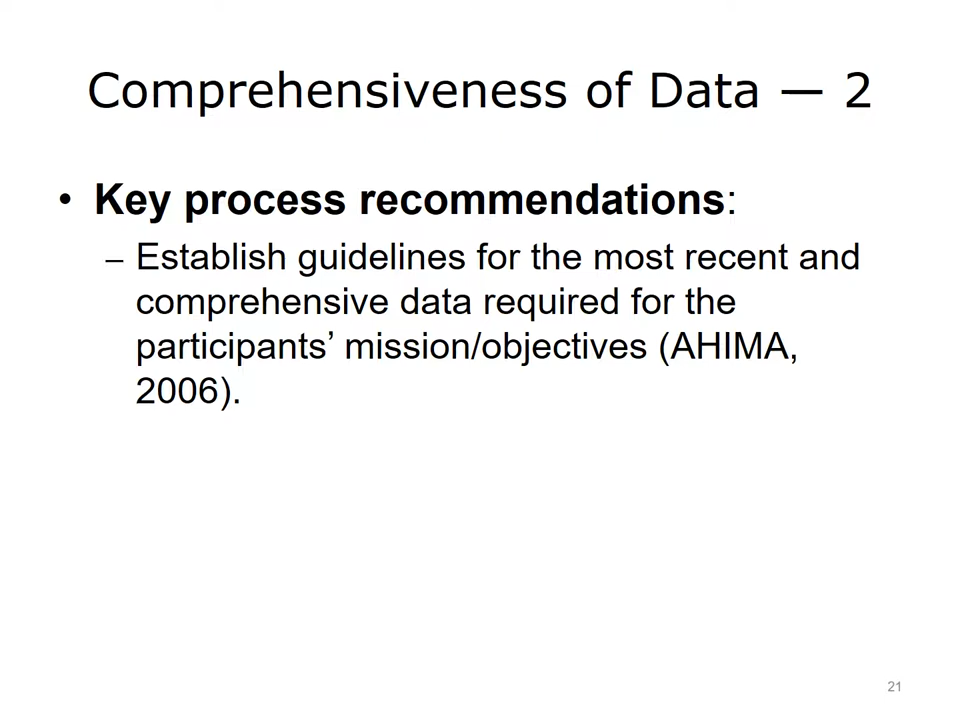 Comprehensiveness of Data — 2
• Key process recommendations:
– Establish guidelines for the most recent and
comprehensive data required for the
participants’ mission/objectives (AHIMA,
2006).
21